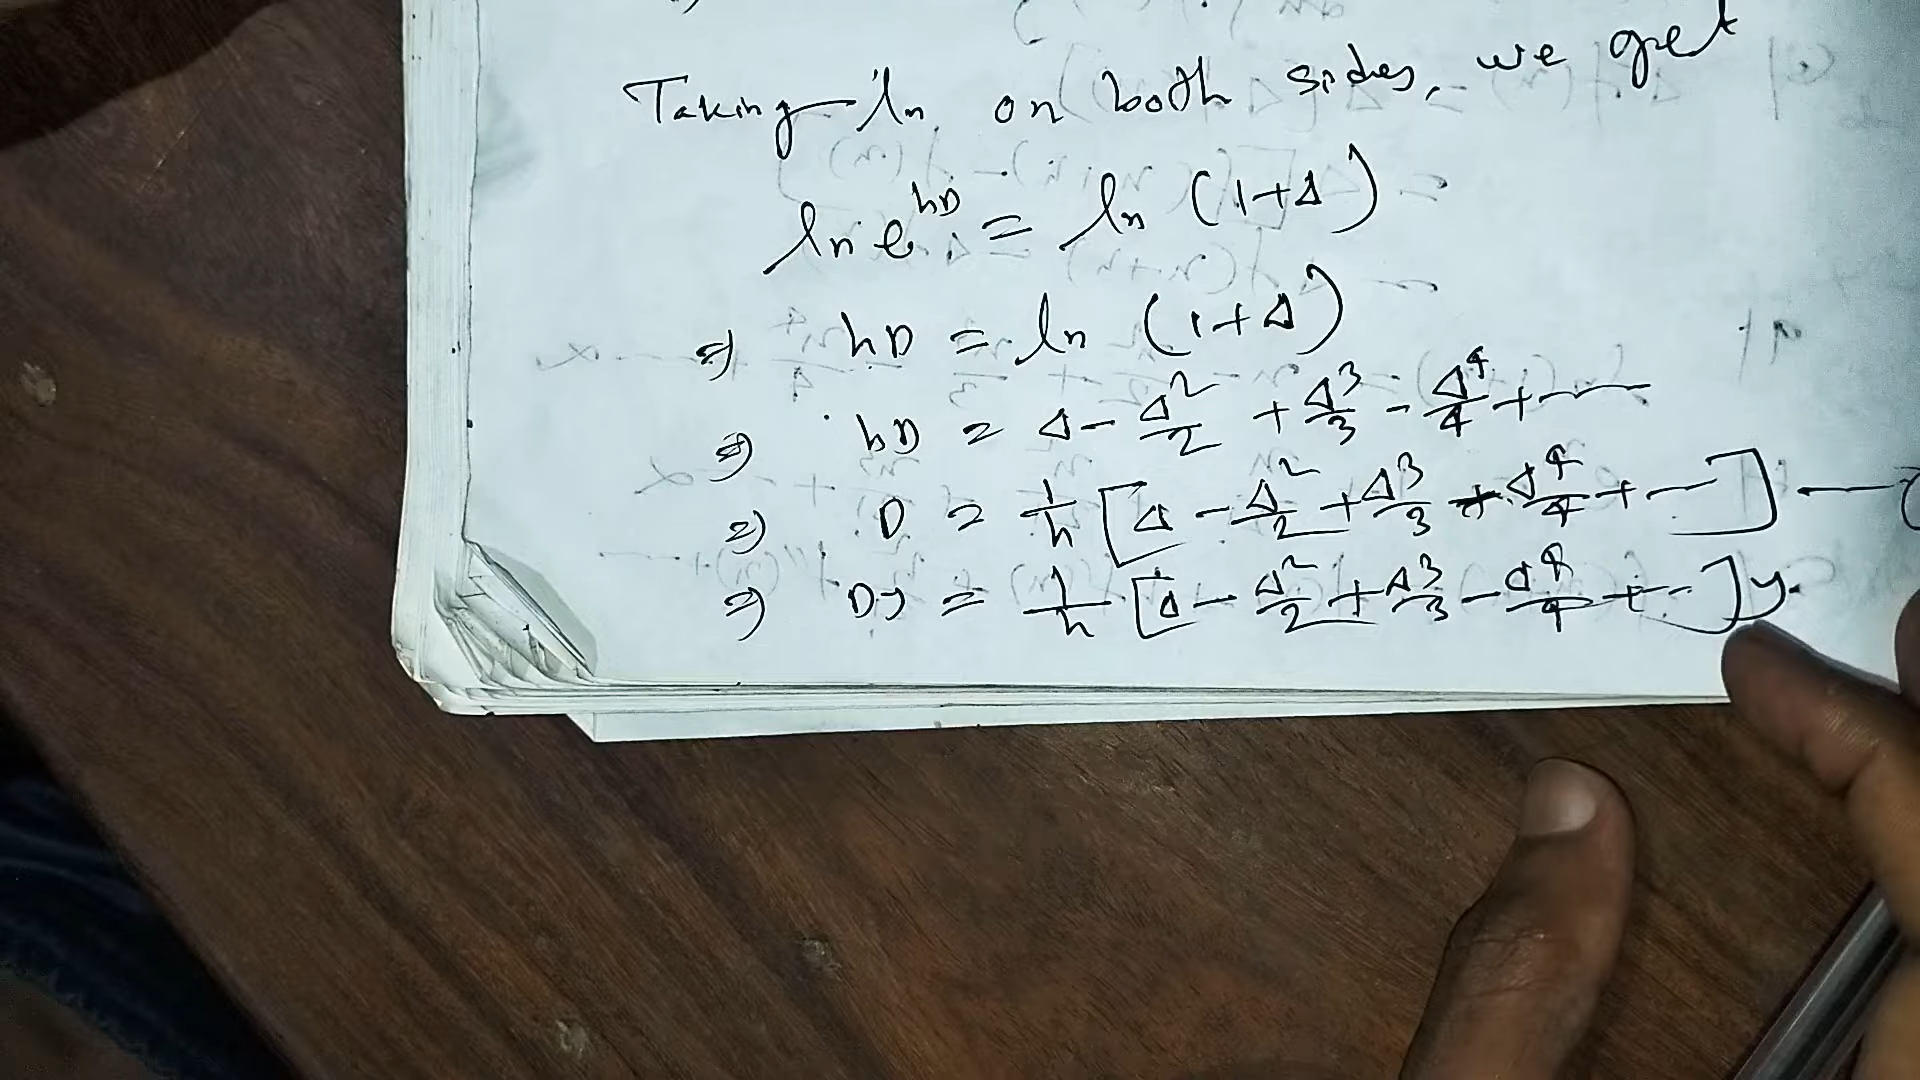 Taking ln on both sides, we get
ln e^{hD} = ln (1+Δ)
⇒ hD = ln (1+Δ)
⇒ hD = Δ - Δ²/2 + Δ³/3 - Δ⁴/4 + ---
⇒ D = 1/h [Δ - Δ²/2 + Δ³/3 + Δ⁴/4 + ---] —
⇒ Dy = 1/h [Δ - Δ²/2 + Δ³/3 - Δ⁴/4 + ---] y.